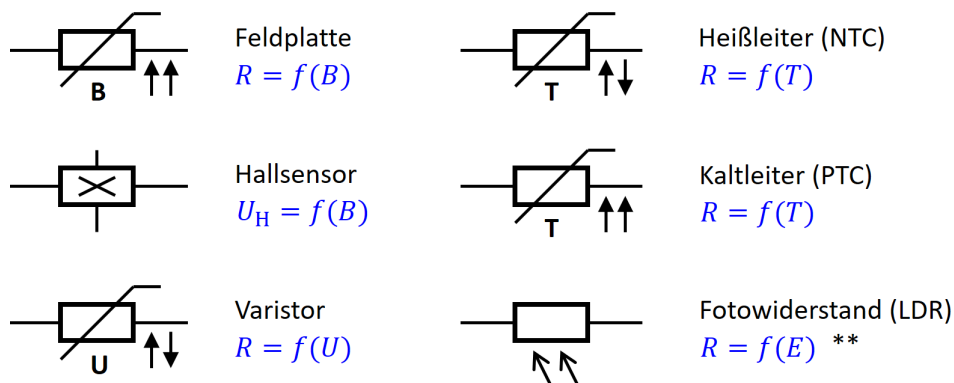 Feldplatte
R = f(B)
B
Heißleiter (NTC)
R = f(T)
T
Hallsensor
U_H = f(B)
Kaltleiter (PTC)
R = f(T)
T
Varistor
R = f(U)
U
Fotowiderstand (LDR)
R = f(E) **